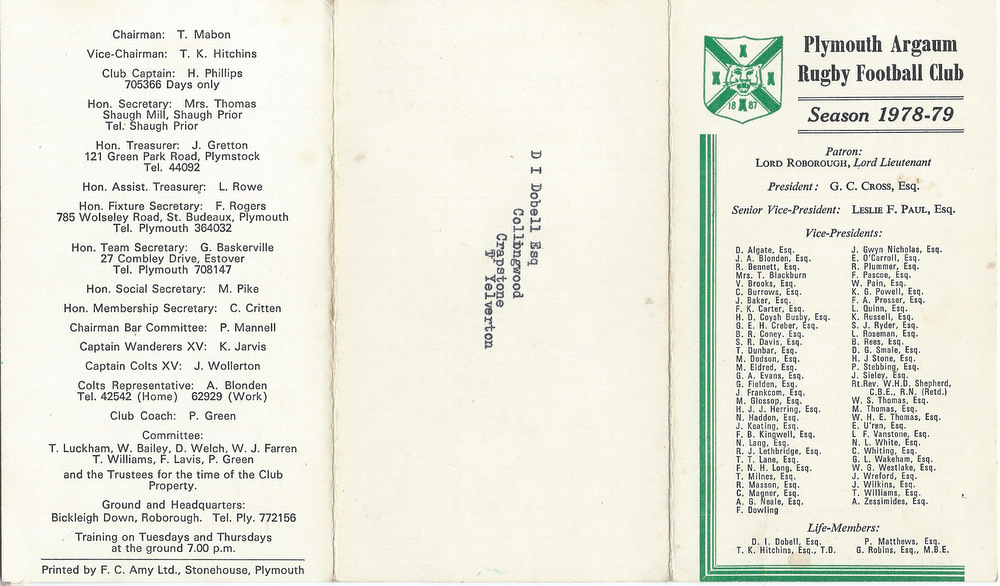 Chairman: T. Mabon
Vice-Chairman: T. K. Hitchins
Club Captain: H. Phillips
705366 Days only
Hon. Secretary: Mrs. Thomas
Shaugh Mill, Shaugh Prior
Tel. Shaugh Prior
Hon. Treasurer: J. Gretton
121 Green Park Road, Plymstock
Tel. 44092
Hon. Assist. Treasurer: L. Rowe
Hon. Fixture Secretary: F. Rogers
785 Wolseley Road, St. Budeaux, Plymouth
Tel. Plymouth 364032
Hon. Team Secretary: G. Baskerville
27 Combley Drive, Estover
Tel. Plymouth 708147
Hon. Social Secretary: M. Pike
Hon. Membership Secretary: C. Critten
Chairman Bar Committee: P. Mannell
Captain Wanderers XV: K. Jarvis
Captain Colts XV: J. Wollerton
Colts Representative: A. Blonden
Tel. 42542 (Home) 62929 (Work)
Club Coach: P. Green
Committee:
T. Luckham, W. Bailey, D. Welch, W. J. Farren
T. Williams, F. Lavis, P. Green
and the Trustees for the time of the Club
Property.
Ground and Headquarters:
Bickleigh Down, Roborough. Tel. Ply. 772156
Training on Tuesdays and Thursdays
at the ground 7.00 p.m.
Printed by F. C. Amy Ltd., Stonehouse, Plymouth
D I Dobell Esq
Collingwood
Crapstone
Yelverton
1887
Plymouth Argaum
Rugby Football Club
Season 1978-79
Patron:
LORD ROBOROUGH, Lord Lieutenant
President: G. C. CROSS, Esq.
Senior Vice-President: LESLIE F. PAUL, Esq.
Vice-Presidents:
D. Algate, Esq.
J. A. Blonden, Esq.
R. Bennett, Esq.
Mrs. T. Blackburn
V. Brooks, Esq.
C. Burrows, Esq.
J. Baker, Esq.
F. K. Carter, Esq.
H. D. Coysh Busby, Esq.
G. E. H. Creber, Esq.
B. R. Coney, Esq.
S. R. Davis, Esq.
T. Dunbar, Esq.
M. Dodson, Esq.
M. Eldred, Esq.
G. A. Evans, Esq.
G. Fielden, Esq.
J. Frankcom, Esq.
M. Glossop, Esq.
H. J. J. Herring, Esq.
N. Haddon, Esq.
J. Keating, Esq.
F. B. Kingwell, Esq.
N. Lang, Esq.
R. J. Lethbridge, Esq.
T. T. Lane, Esq.
F. N. H. Long, Esq.
T. Milnes, Esq.
R. Masson, Esq.
C. Magner, Esq.
A. G. Neale, Esq.
F. Dowling
J. Gwyn Nicholas, Esq.
E. O'Carroll, Esq.
R. Plummer, Esq.
F. Pascoe, Esq.
W. Pain, Esq.
K. G. Powell, Esq.
F. A. Prosser, Esq.
L. Quinn, Esq.
K. Russell, Esq.
S. J. Ryder, Esq.
L. Roseman, Esq.
B. Rees, Esq.
D. G. Smale, Esq.
H. J Stone, Esq.
P. Stebbing, Esq.
J. Sieley, Esq.
Rt.Rev. W.H.D. Shepherd,
C.B.E., R.N. (Retd.)
W. S. Thomas, Esq.
M. Thomas, Esq.
W. H. E. Thomas, Esq.
E. U'ren, Esq.
L F. Vanstone, Esq.
N. L. White, Esq.
C. Whiting, Esq.
G. L. Wakeham, Esq.
W. G. Westlake, Esq.
J. Wreford, Esq.
J. Wilkins, Esq.
T. Williams, Esq.
A. Zessimides, Esq.
Life-Members:
D. I. Dobell, Esq.
T. K. Hitchins, Esq., T.D.
P. Matthews, Esq.
G. Robins, Esq., M.B.E.